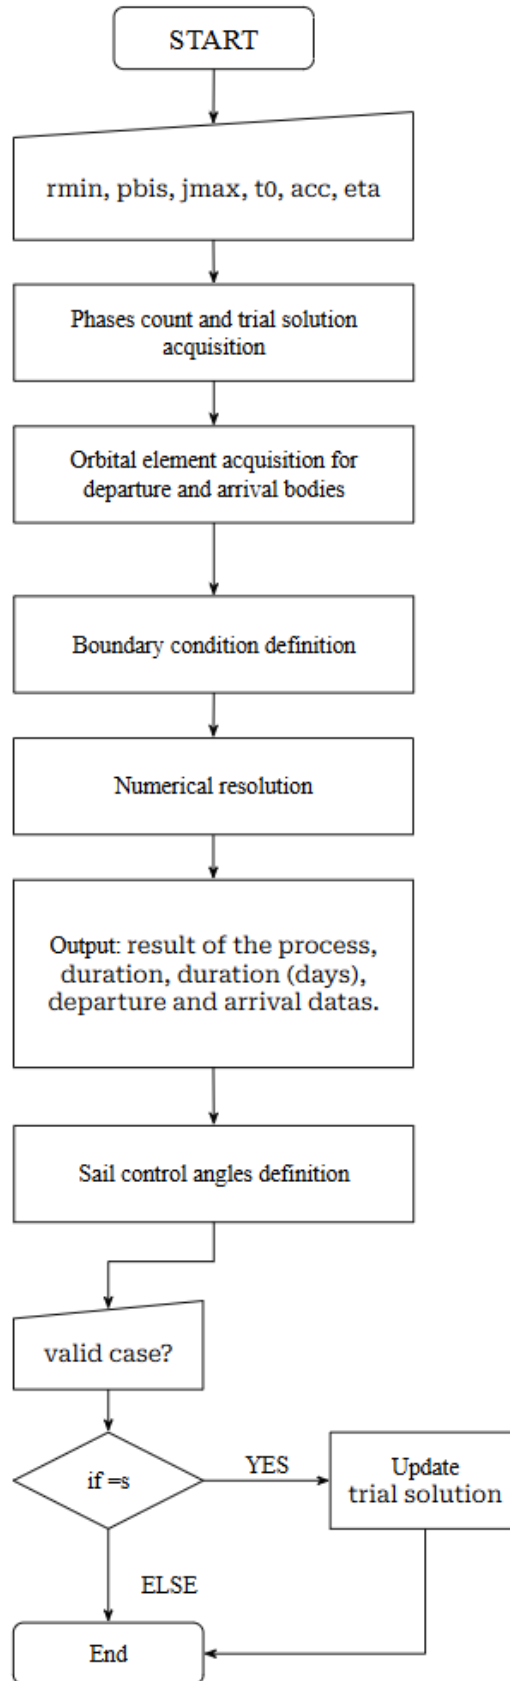 START
rmin, pbis, jmax, t0, acc, eta
Phases count and trial solution
acquisition
Orbital element acquisition for
departure and arrival bodies
Boundary condition definition
Numerical resolution
Output: result of the process,
duration, duration (days),
departure and arrival datas.
Sail control angles definition
valid case?
if =s
YES
Update
trial solution
ELSE
End